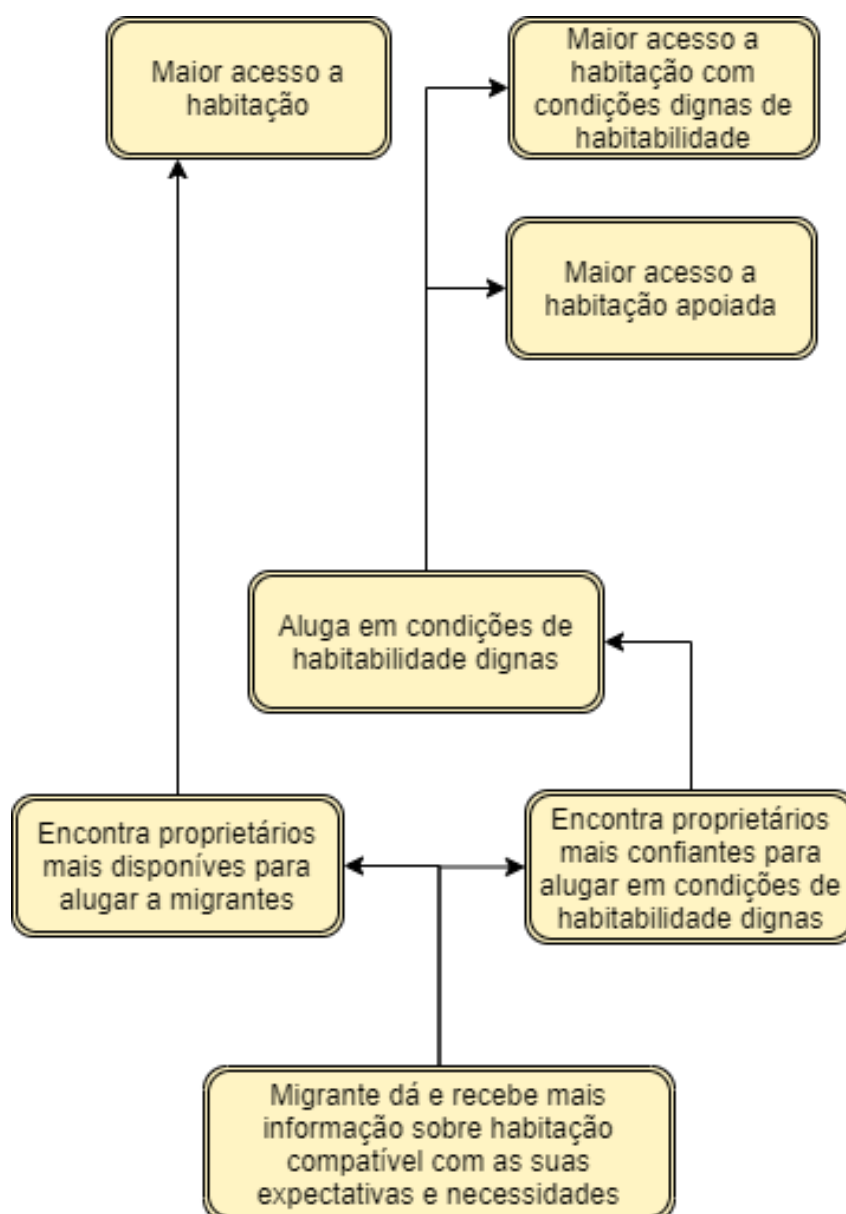 Maior acesso a
habitação
Maior acesso a
habitação com
condições dignas de
habitabilidade
Maior acesso a
habitação apoiada
Aluga em condições de
habitabilidade dignas
Encontra proprietários
mais disponíves para
alugar a migrantes
Encontra proprietários
mais confiantes para
alugar em condições de
habitabilidade dignas
Migrante dá e recebe mais
informação sobre habitação
compatível com as suas
expectativas e necessidades